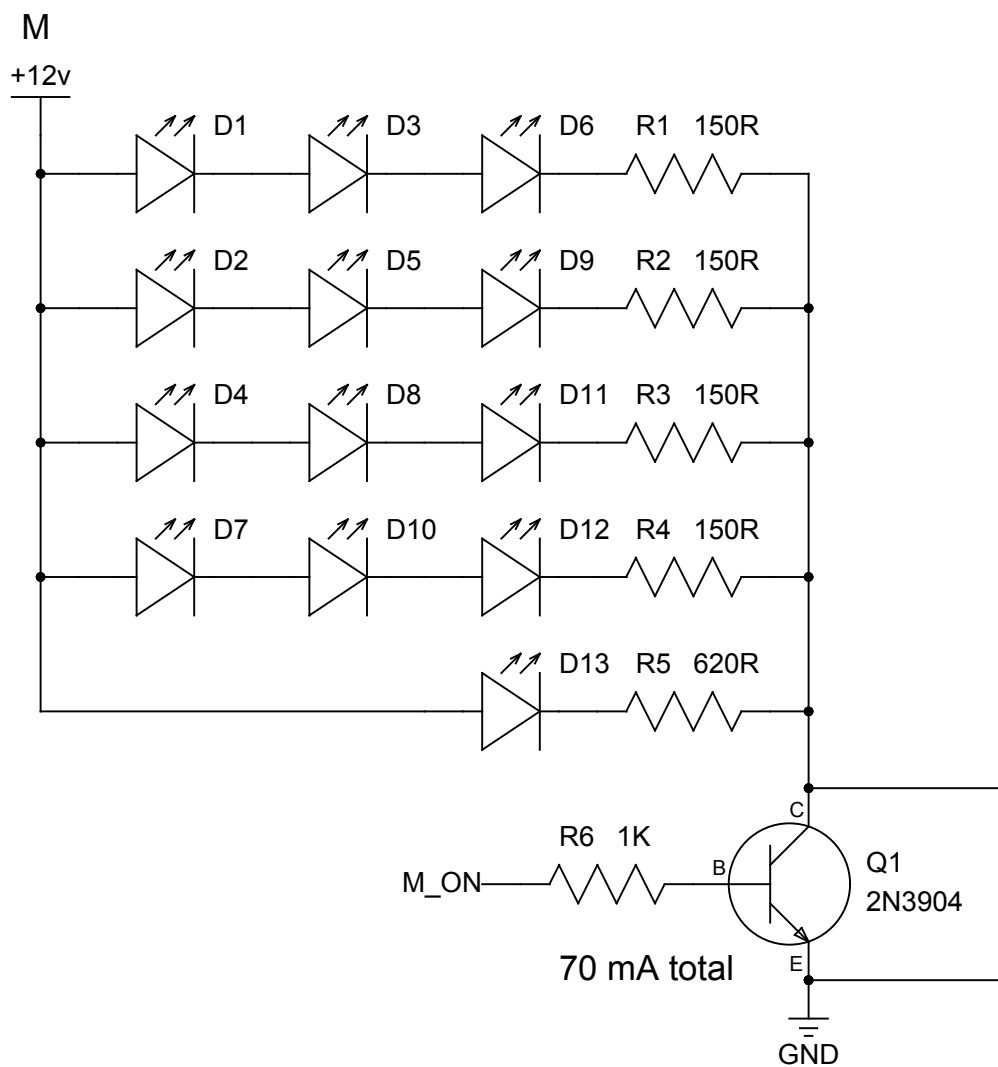 M
+12v
D1 D3 D6 R1 150R
D2 D5 D9 R2 150R
D4 D8 D11 R3 150R
D7 D10 D12 R4 150R
D13 R5 620R
C
R6 1K
B
Q1
M_ON
2N3904
70 mA total
E
GND